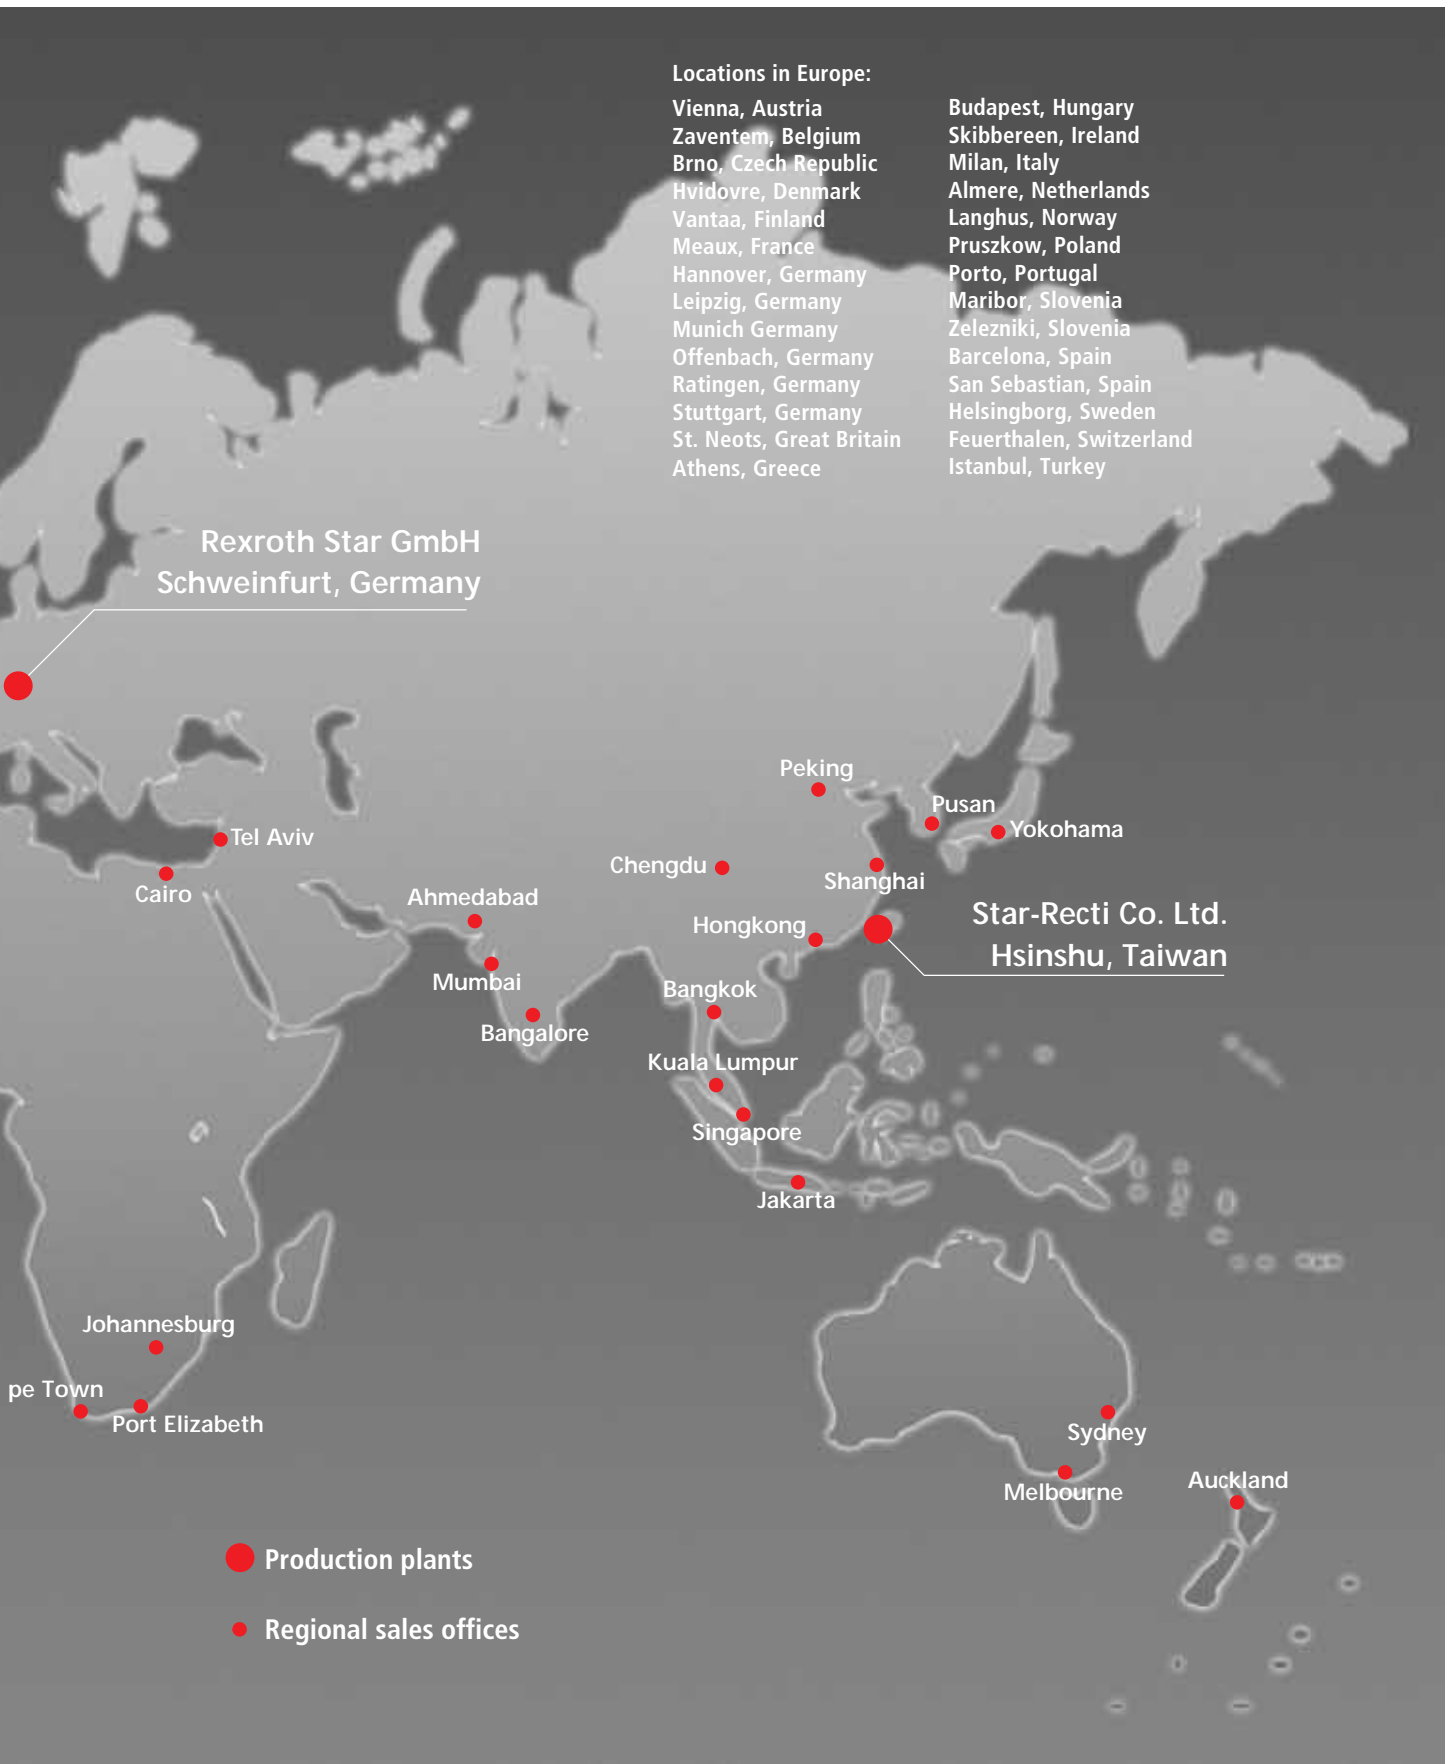 Locations in Europe:
Vienna, Austria
Zaventem, Belgium
Brno, Czech Republic
Hvidovre, Denmark
Vantaa, Finland
Meaux, France
Hannover, Germany
Leipzig, Germany
Munich Germany
Offenbach, Germany
Ratingen, Germany
Stuttgart, Germany
St. Neots, Great Britain
Athens, Greece
Budapest, Hungary
Skibbereen, Ireland
Milan, Italy
Almere, Netherlands
Langhus, Norway
Pruszkow, Poland
Porto, Portugal
Maribor, Slovenia
Zelezniki, Slovenia
Barcelona, Spain
San Sebastian, Spain
Helsingborg, Sweden
Feuerthalen, Switzerland
Istanbul, Turkey
Rexroth Star GmbH
Schweinfurt, Germany
Peking
Pusan
Yokohama
Tel Aviv
Chengdu
Shanghai
Cairo
Ahmedabad
Hongkong
Star-Recti Co. Ltd.
Hsinshu, Taiwan
Mumbai
Bangkok
Bangalore
Kuala Lumpur
Singapore
Jakarta
Johannesburg
pe Town
Port Elizabeth
Sydney
Auckland
Melbourne
Production plants
Regional sales offices